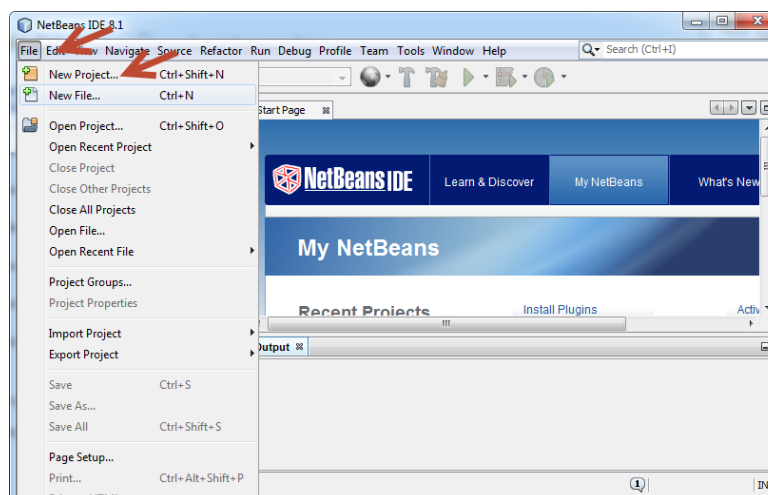 NetBeans IDE 8.1
File Edit View Navigate Source Refactor Run Debug Profile Team Tools Window Help Search (Ctrl+I)
New Project... Ctrl+Shift+N
New File... Ctrl+N
Start Page
Open Project... Ctrl+Shift+O
Open Recent Project
Close Project
Close Other Projects
Close All Projects
Open File...
Open Recent File
Project Groups...
Project Properties
Import Project
Export Project
Save Ctrl+S
Save As...
Save All Ctrl+Shift+S
Page Setup...
Print... Ctrl+Alt+Shift+P
NetBeans IDE Learn & Discover My NetBeans What's New
My NetBeans
Recent Projects Install Plugins Activ
Output
1 IN